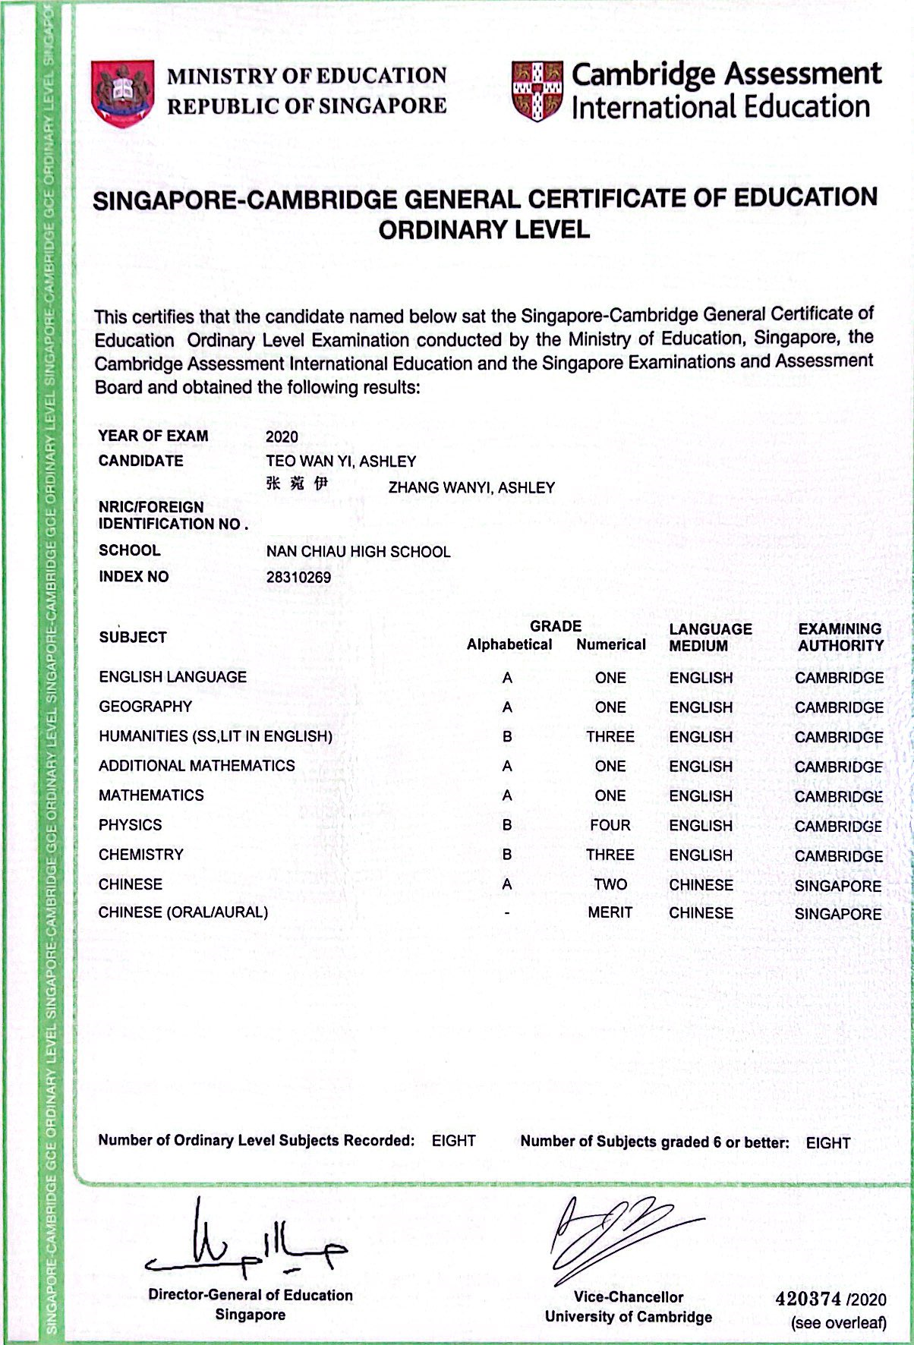 MINISTRY OF EDUCATION
REPUBLIC OF SINGAPORE
Cambridge Assessment
International Education
SINGAPORE-CAMBRIDGE GENERAL CERTIFICATE OF EDUCATION
ORDINARY LEVEL
This certifies that the candidate named below sat the Singapore-Cambridge General Certificate of
Education Ordinary Level Examination conducted by the Ministry of Education, Singapore, the
Cambridge Assessment International Education and the Singapore Examinations and Assessment
Board and obtained the following results:
YEAR OF EXAM 2020
CANDIDATE TEO WAN YI, ASHLEY
张 菀 伊 ZHANG WANYI, ASHLEY
NRIC/FOREIGN
IDENTIFICATION NO .
SCHOOL NAN CHIAU HIGH SCHOOL
INDEX NO 28310269
SUBJECT GRADE LANGUAGE EXAMINING
Alphabetical Numerical MEDIUM AUTHORITY
ENGLISH LANGUAGE A ONE ENGLISH CAMBRIDGE
GEOGRAPHY A ONE ENGLISH CAMBRIDGE
HUMANITIES (SS,LIT IN ENGLISH) B THREE ENGLISH CAMBRIDGE
ADDITIONAL MATHEMATICS A ONE ENGLISH CAMBRIDGE
MATHEMATICS A ONE ENGLISH CAMBRIDGE
PHYSICS B FOUR ENGLISH CAMBRIDGE
CHEMISTRY B THREE ENGLISH CAMBRIDGE
CHINESE A TWO CHINESE SINGAPORE
CHINESE (ORAL/AURAL) - MERIT CHINESE SINGAPORE
Number of Ordinary Level Subjects Recorded: EIGHT Number of Subjects graded 6 or better: EIGHT
Director-General of Education
Singapore
Vice-Chancellor
University of Cambridge
420374 /2020
(see overleaf)
SINGAPORE-CAMBRIDGE GCE ORDINARY LEVEL SINGAPORE-CAMBRIDGE GCE ORDINARY LEVEL SINGAPORE-CAMBRIDGE GCE ORDINARY LEVEL SINGAPORE-CAMBRIDGE GCE ORDINARY LEVEL SINGAPORE-CAMBRIDGE GCE ORDINARY LEVEL